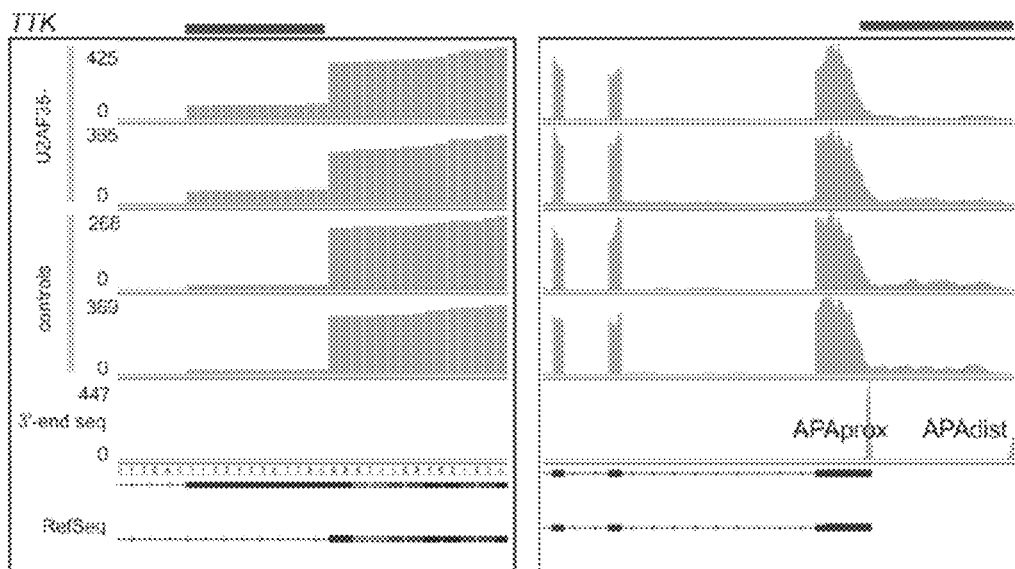 TTK
425
U2AF35-
0
385
0
268
controls
0
369
0
447
3'-end seq
APAprox APAdist
0
RefSeq